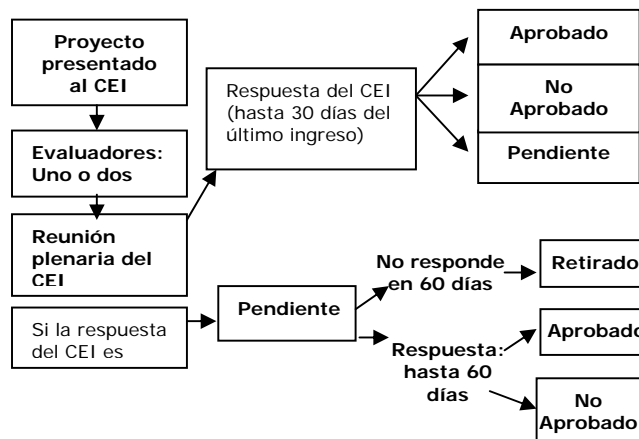 Proyecto
presentado
al CEI
Evaluadores:
Uno o dos
Reunión
plenaria del
CEI
Respuesta del CEI
(hasta 30 días del
último ingreso)
Aprobado
No
Aprobado
Pendiente
Si la respuesta
del CEI es
Pendiente
No responde
en 60 días
Retirado
Respuesta:
hasta 60
días
Aprobado
No
Aprobado